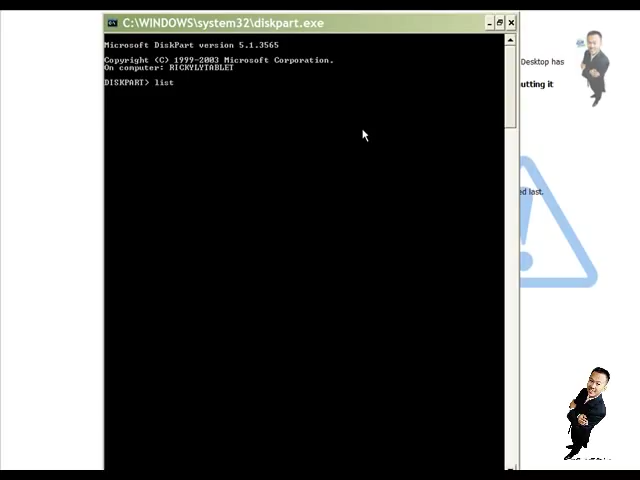 C:\WINDOWS\system32\diskpart.exe
Microsoft DiskPart version 5.1.3565
Copyright (C) 1999-2003 Microsoft Corporation.
On computer: RICKYLYTABLET
DISKPART> list
Desktop has
utting it
ed last.